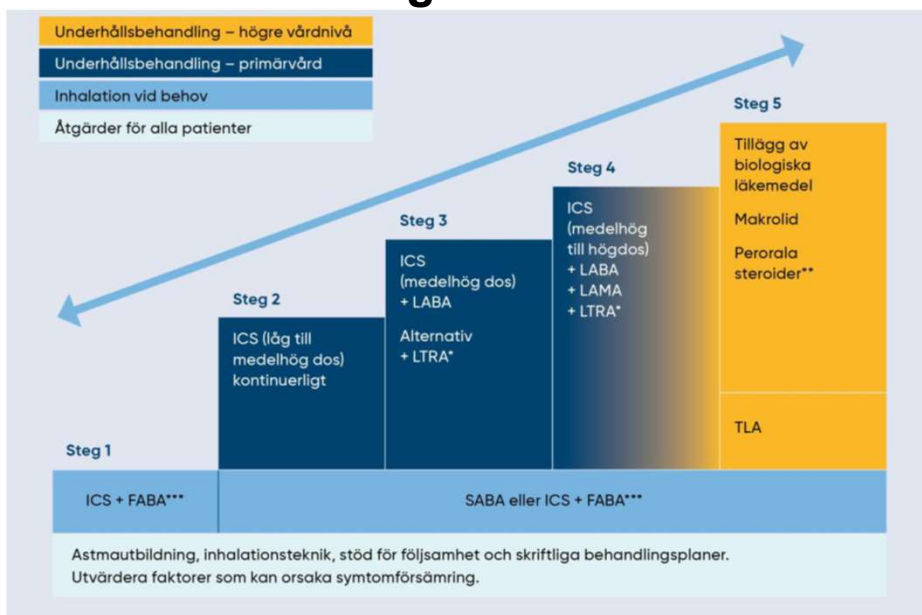 Underhållsbehandling – högre vårdnivå
Underhållsbehandling – primärvård
Inhalation vid behov
Åtgärder för alla patienter
Steg 1
ICS + FABA***
Steg 2
ICS (låg till
medelhög dos)
kontinuerligt
Steg 3
ICS
(medelhög dos)
+ LABA
Alternativ
+ LTRA*
Steg 4
ICS
(medelhög
till högdos)
+ LABA
+ LAMA
+ LTRA*
Steg 5
Tillägg av
biologiska
läkemedel
Makrolid
Perorala
steroider**
TLA
SABA eller ICS + FABA***
Astmautbildning, inhalationsteknik, stöd för följsamhet och skriftliga behandlingsplaner.
Utvärdera faktorer som kan orsaka symtomförsämring.